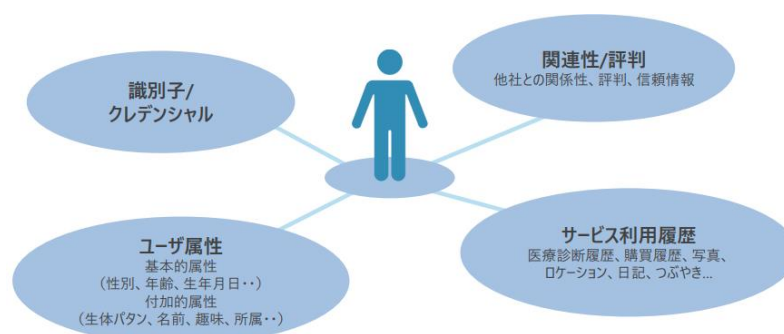 識別子/
クレデンシャル
関連性/評判
他社との関係性、評判、信頼情報
ユーザ属性
基本的属性
(性別、年齢、生年月日・・)
付加的属性
(生体パタン、名前、趣味、所属・・)
サービス利用履歴
医療診断履歴、購買履歴、写真、
ロケーション、日記、つぶやき...